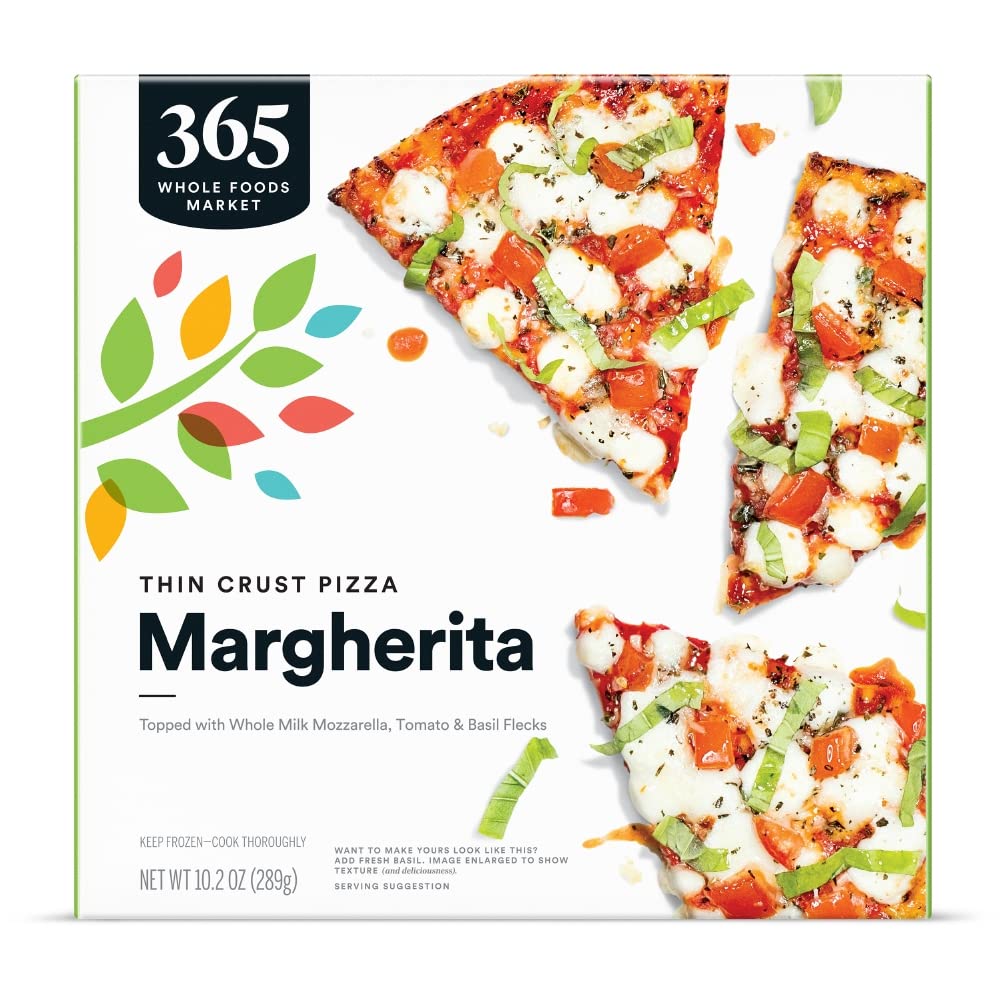 365
WHOLE FOODS
MARKET
THIN CRUST PIZZA
Margherita
Topped with Whole Milk Mozzarella, Tomato & Basil Flecks
KEEP FROZEN—COOK THOROUGHLY
NET WT 10.2 OZ (289g)
WANT TO MAKE YOURS LOOK LIKE THIS?
ADD FRESH BASIL. IMAGE ENLARGED TO SHOW
TEXTURE (and deliciousness).
SERVING SUGGESTION